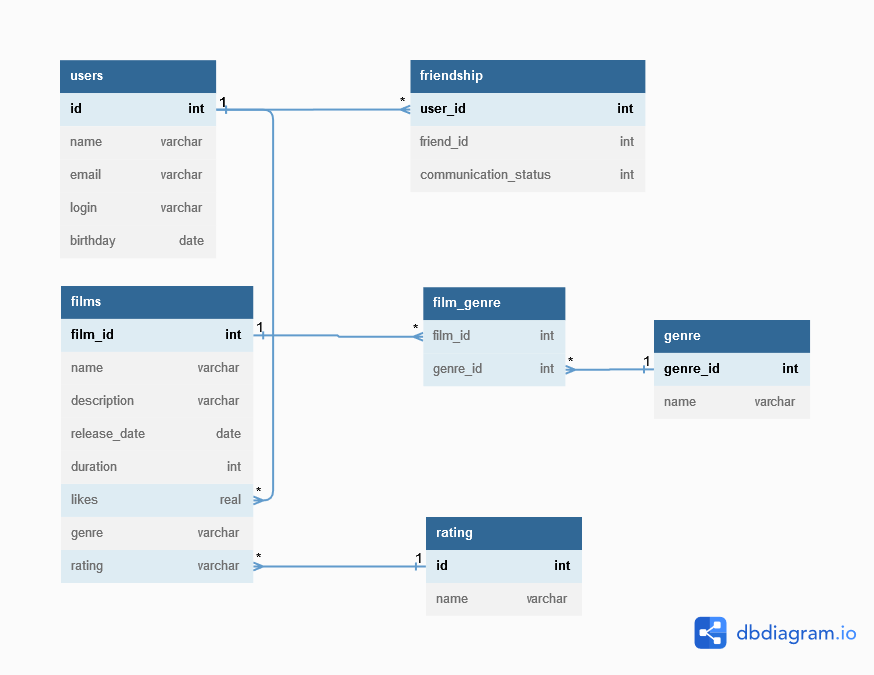 users
id int
name varchar
email varchar
login varchar
birthday date
1
*
friendship
user_id int
friend_id int
communication_status int
films
film_id int
name varchar
description varchar
release_date date
duration int
likes real
genre varchar
rating varchar
1
*
*
*
film_genre
film_id int
genre_id int
*
1
genre
genre_id int
name varchar
1
rating
id int
name varchar
dbdiagram.io